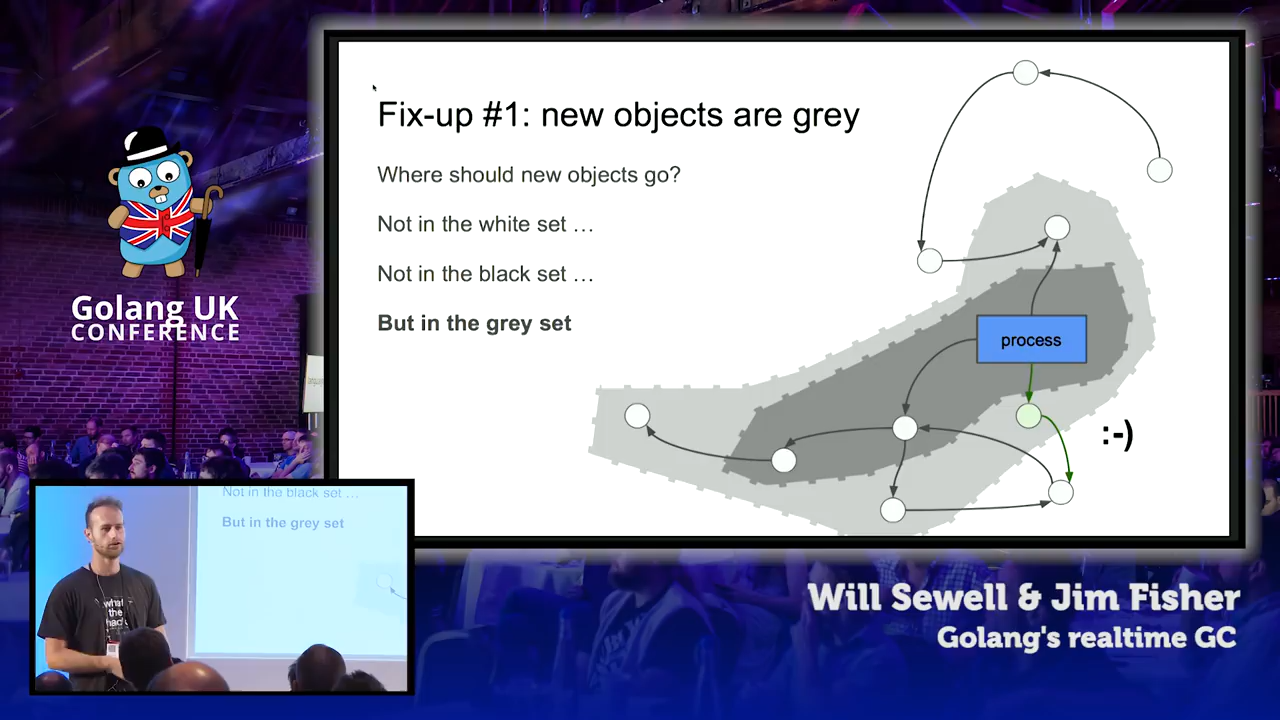 Fix-up #1: new objects are grey
Where should new objects go?
Not in the white set …
Not in the black set …
But in the grey set
process
:-)
Golang UK
CONFERENCE
Not in the black set …
But in the grey set
what
the
Will Sewell & Jim Fisher
Golang's realtime GC